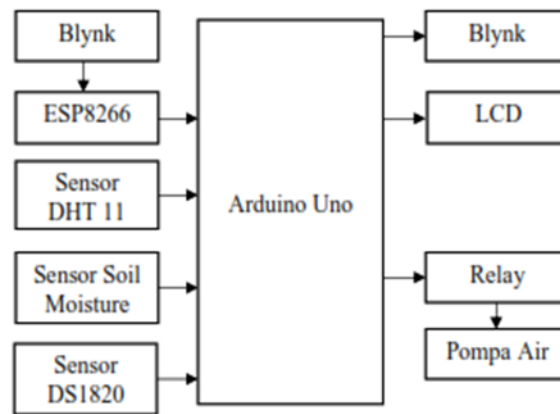 Blynk
ESP8266
Sensor
DHT 11
Sensor Soil
Moisture
Sensor
DS1820
Arduino Uno
Blynk
LCD
Relay
Pompa Air